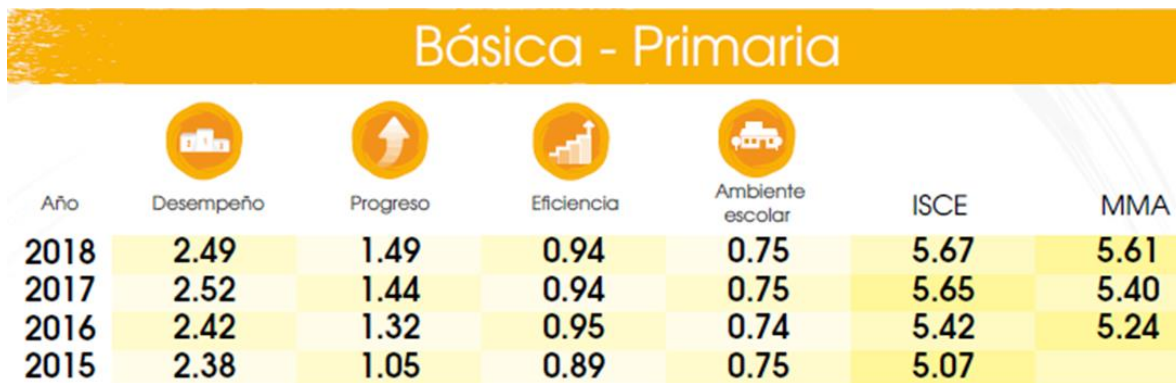 Básica - Primaria
Año Desempeño Progreso Eficiencia Ambiente escolar ISCE MMA
2018 2.49 1.49 0.94 0.75 5.67 5.61
2017 2.52 1.44 0.94 0.75 5.65 5.40
2016 2.42 1.32 0.95 0.74 5.42 5.24
2015 2.38 1.05 0.89 0.75 5.07